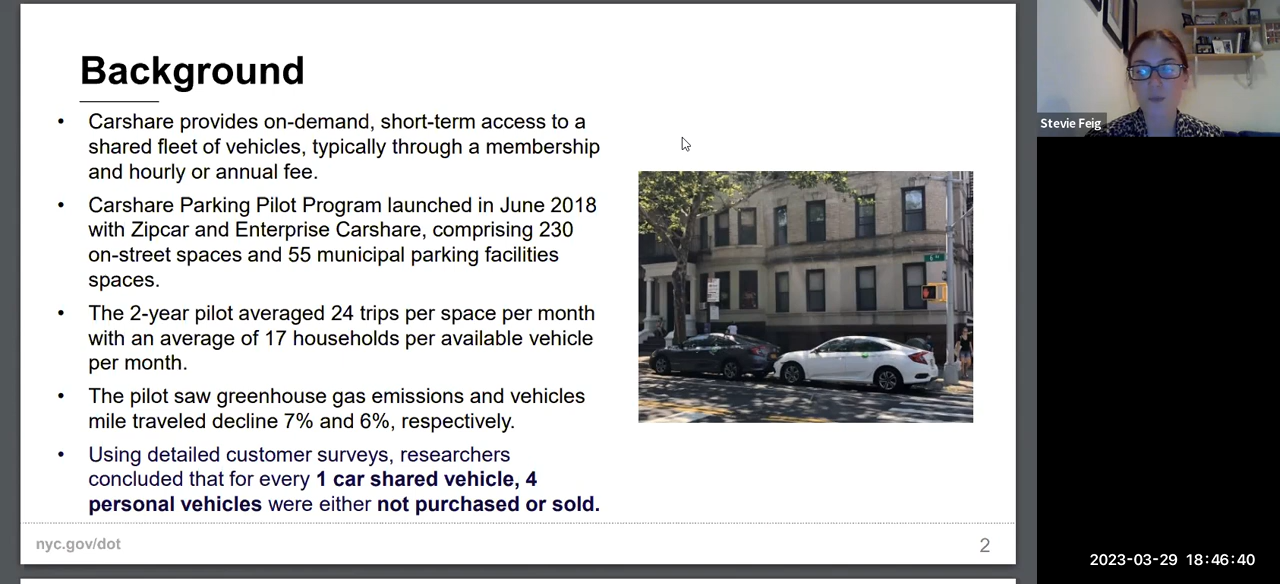 Background
• Carshare provides on-demand, short-term access to a
shared fleet of vehicles, typically through a membership
and hourly or annual fee.
• Carshare Parking Pilot Program launched in June 2018
with Zipcar and Enterprise Carshare, comprising 230
on-street spaces and 55 municipal parking facilities
spaces.
• The 2-year pilot averaged 24 trips per space per month
with an average of 17 households per available vehicle
per month.
• The pilot saw greenhouse gas emissions and vehicles
mile traveled decline 7% and 6%, respectively.
• Using detailed customer surveys, researchers
concluded that for every 1 car shared vehicle, 4
personal vehicles were either not purchased or sold.
nyc.gov/dot
2
Stevie Feig
2023-03-29 18:46:40